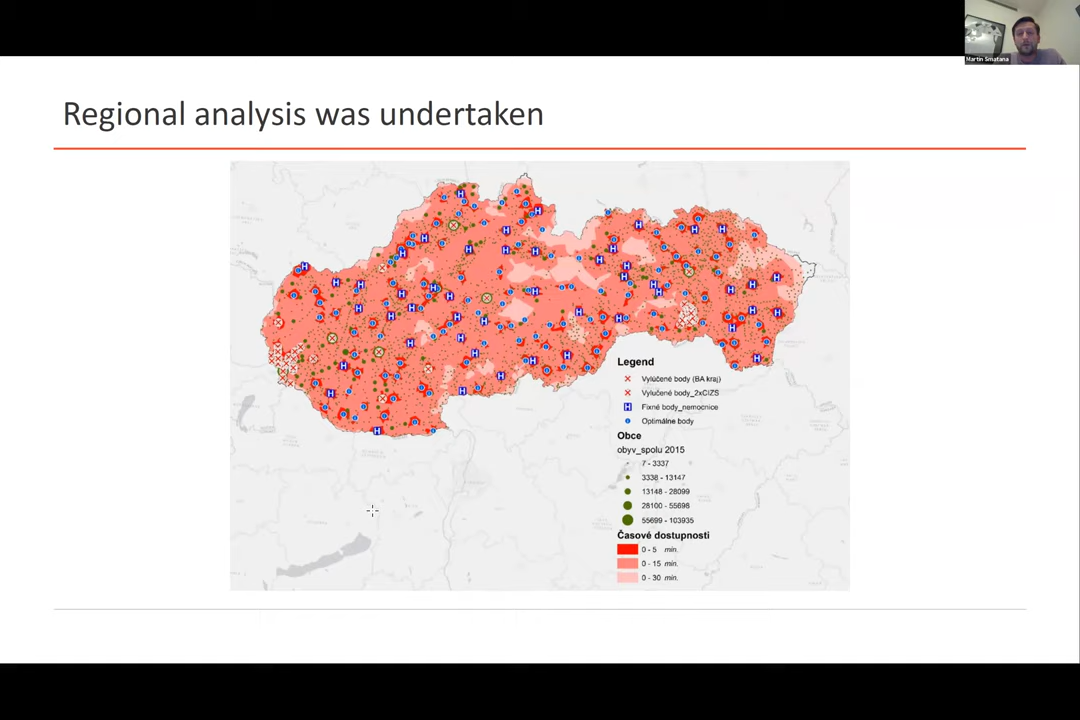 Martin Smatana
Regional analysis was undertaken
Legend
Vylúčené body (BA kraj)
Vylúčené body_2xCIZS
Fixné body_nemocnice
Optimálne body
Obce
obyv_spolu 2015
7 - 3337
3338 - 13147
13148 - 28099
28100 - 55698
55699 - 103935
Časové dostupnosti
0 - 5 min.
0 - 15 min.
0 - 30 min.